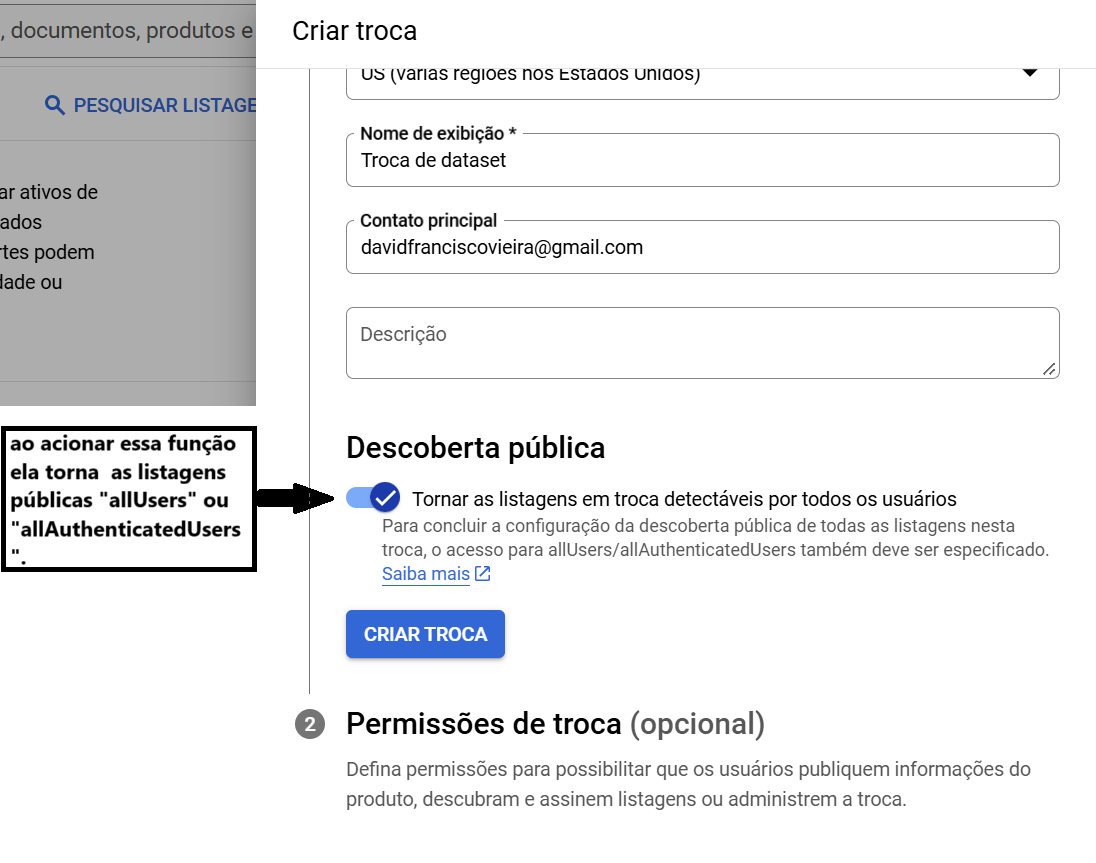 , documentos, produtos e
Criar troca
US (várias regiões nos Estados Unidos)
PESQUISAR LISTAGE
Nome de exibição *
Troca de dataset
ar ativos de
ados
rtes podem
dade ou
Contato principal
davidfranciscovieira@gmail.com
Descrição
ao acionar essa função
ela torna as listagens
públicas "allUsers" ou
"allAuthenticatedUsers
".
Descoberta pública
Tornar as listagens em troca detectáveis por todos os usuários
Para concluir a configuração da descoberta pública de todas as listagens nesta
troca, o acesso para allUsers/allAuthenticatedUsers também deve ser especificado.
Saiba mais
CRIAR TROCA
2 Permissões de troca (opcional)
Defina permissões para possibilitar que os usuários publiquem informações do
produto, descubram e assinem listagens ou administrem a troca.